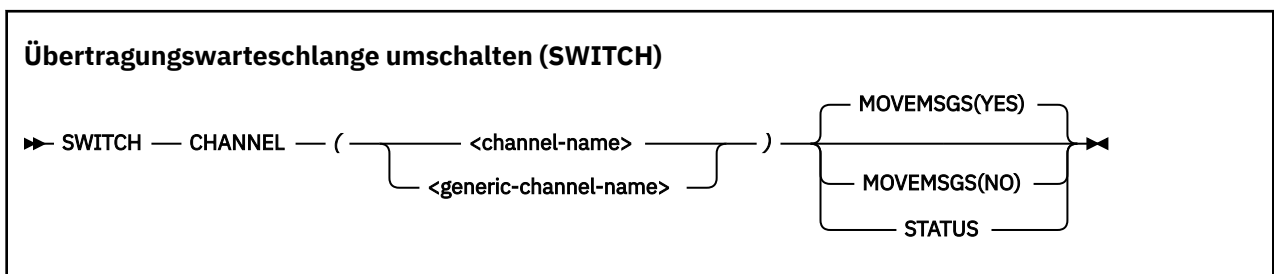 Übertragungswarteschlange umschalten (SWITCH)
MOVEMSGS(YES)
SWITCH CHANNEL ( <channel-name> )
<generic-channel-name> MOVEMSGS(NO)
STATUS